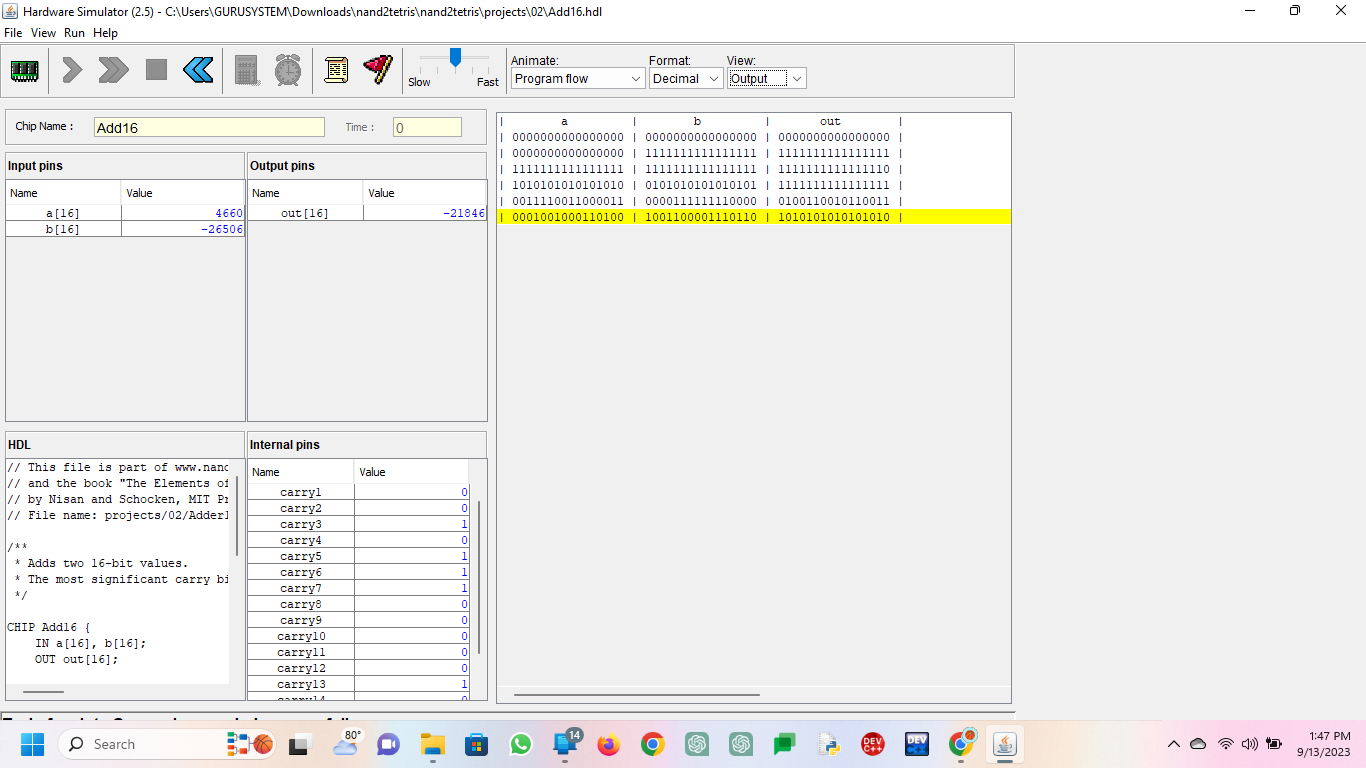 Hardware Simulator (2.5) - C:\Users\GURUSYSTEM\Downloads\nand2tetris\nand2tetris\projects\02\Add16.hdl
File View Run Help
Animate: Format: View:
Slow Fast Program flow Decimal Output
Chip Name : Add16 Time : 0
Input pins
Name Value
a[16] 4660
b[16] -26506
Output pins
Name Value
out[16] -21846
| a | b | out |
| 0000000000000000 | 0000000000000000 | 0000000000000000 |
| 0000000000000000 | 1111111111111111 | 1111111111111111 |
| 1111111111111111 | 1111111111111111 | 1111111111111110 |
| 1010101010101010 | 0101010101010101 | 1111111111111111 |
| 0011110011000011 | 0000111111110000 | 0100110010110011 |
| 0001001000110100 | 1001100001110110 | 1010101010101010 |
HDL
// This file is part of www.nand
// and the book "The Elements of
// by Nisan and Schocken, MIT Pr
// File name: projects/02/Adder1
/**
* Adds two 16-bit values.
* The most significant carry bi
*/
CHIP Add16 {
IN a[16], b[16];
OUT out[16];
Internal pins
Name Value
carry1 0
carry2 0
carry3 1
carry4 0
carry5 1
carry6 1
carry7 1
carry8 0
carry9 0
carry10 0
carry11 0
carry12 0
carry13 1
carry14 0
Search
80°
14
DEV C++
DEV C++
1:47 PM
9/13/2023